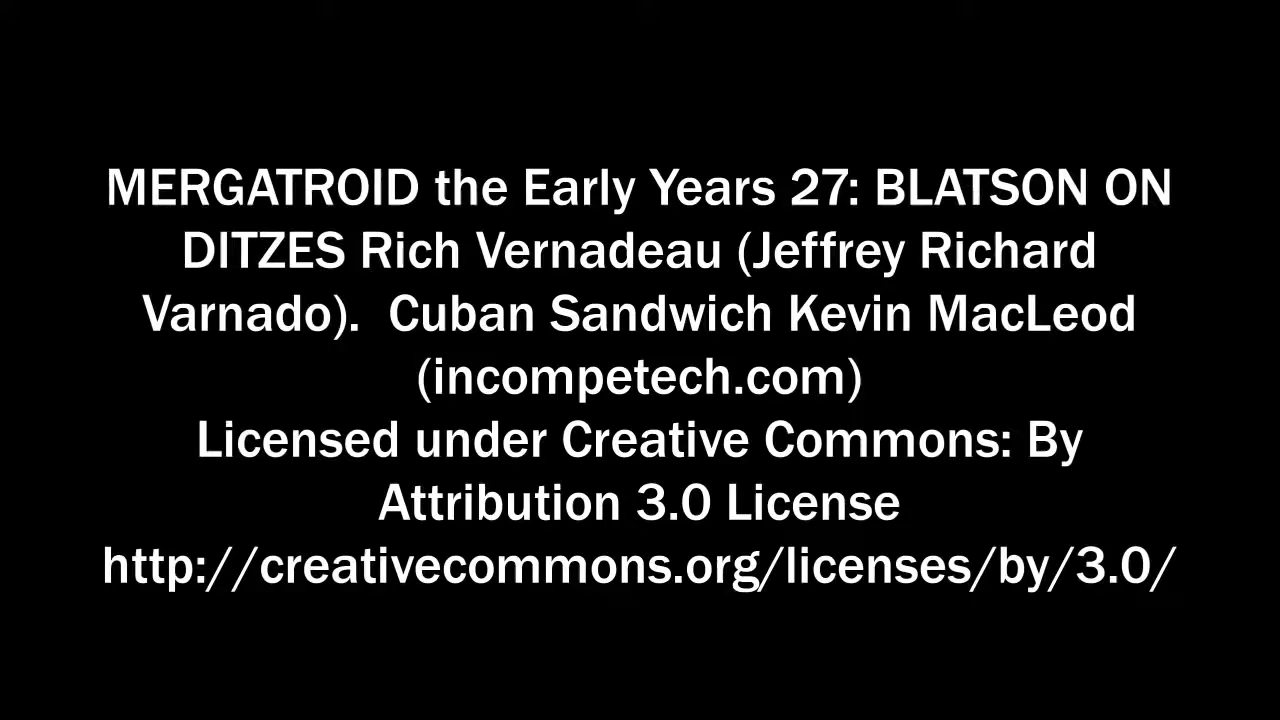 MERGATROID the Early Years 27: BLATSON ON
DITZES Rich Vernadeau (Jeffrey Richard
Varnado).  Cuban Sandwich Kevin MacLeod
(incompetech.com)
Licensed under Creative Commons: By
Attribution 3.0 License
http://creativecommons.org/licenses/by/3.0/